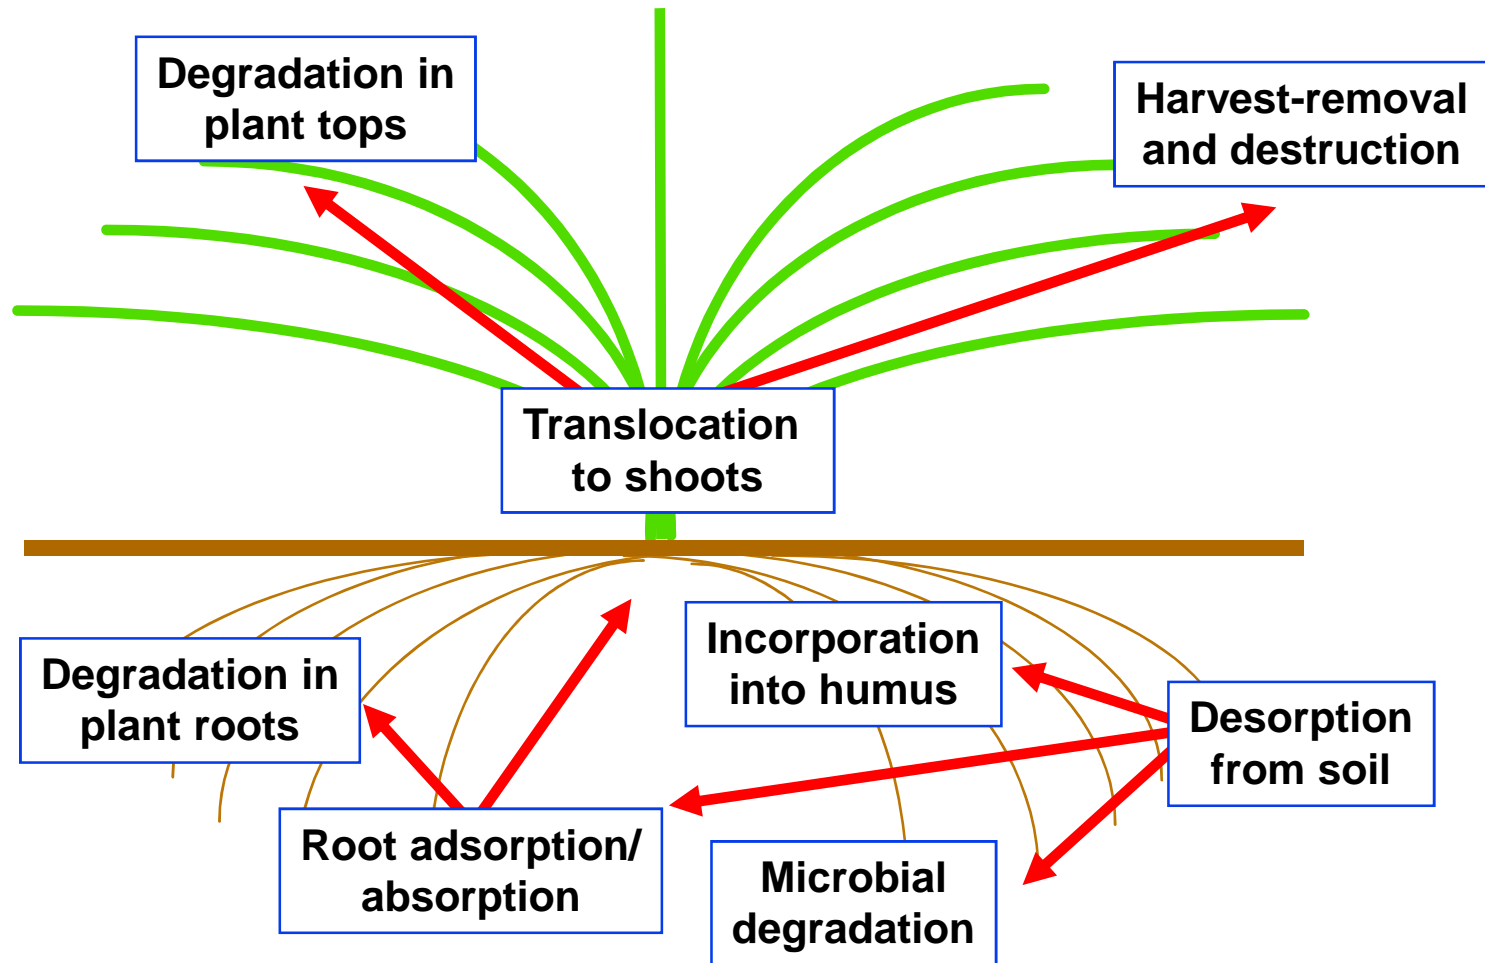 Degradation in
plant tops
Harvest-removal
and destruction
Translocation
to shoots
Degradation in
plant roots
Incorporation
into humus
Desorption
from soil
Root adsorption/
absorption
Microbial
degradation